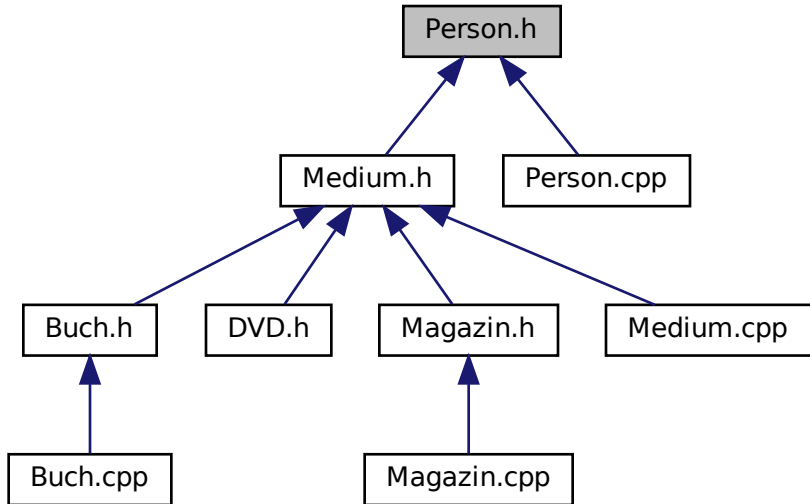 Person.h
Medium.h
Person.cpp
Buch.h
DVD.h
Magazin.h
Medium.cpp
Buch.cpp
Magazin.cpp